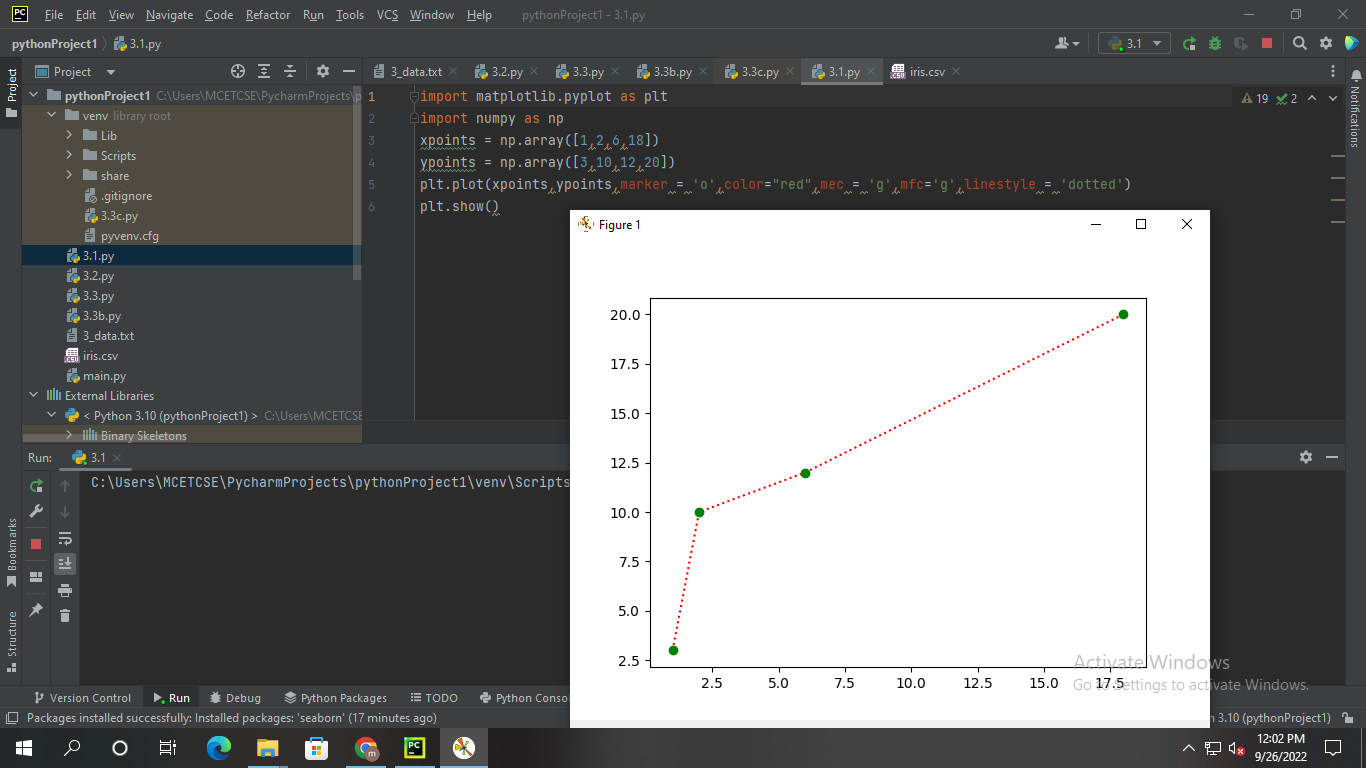 PC File Edit View Navigate Code Refactor Run Tools VCS Window Help pythonProject1 - 3.1.py
pythonProject1 3.1.py 3.1
Project
Project
3_data.txt 3.2.py 3.3.py 3.3b.py 3.3c.py 3.1.py iris.csv
pythonProject1 C:\Users\MCETCSE\PycharmProjects\p
venv library root
Lib
Scripts
share
.gitignore
3.3c.py
pyvenv.cfg
3.1.py
3.2.py
3.3.py
3.3b.py
3_data.txt
iris.csv
main.py
External Libraries
< Python 3.10 (pythonProject1) > C:\Users\MCETCSE
Binary Skeletons
1 import matplotlib.pyplot as plt
2 import numpy as np
3 xpoints = np.array([1,2,6,18])
4 ypoints = np.array([3,10,12,20])
5 plt.plot(xpoints,ypoints,marker = 'o',color="red",mec = 'g',mfc='g',linestyle = 'dotted')
6 plt.show()
19 2
Notifications
Figure 1
20.0
17.5
15.0
12.5
10.0
7.5
5.0
2.5
2.5 5.0 7.5 10.0 12.5 15.0 17.5
Run: 3.1
C:\Users\MCETCSE\PycharmProjects\pythonProject1\venv\Scripts
Bookmarks
Structure
Activate Windows
Go to Settings to activate Windows.
Version Control Run Debug Python Packages TODO Python Conso
Packages installed successfully: Installed packages: 'seaborn' (17 minutes ago)
n 3.10 (pythonProject1)
PC
m
12:02 PM
9/26/2022